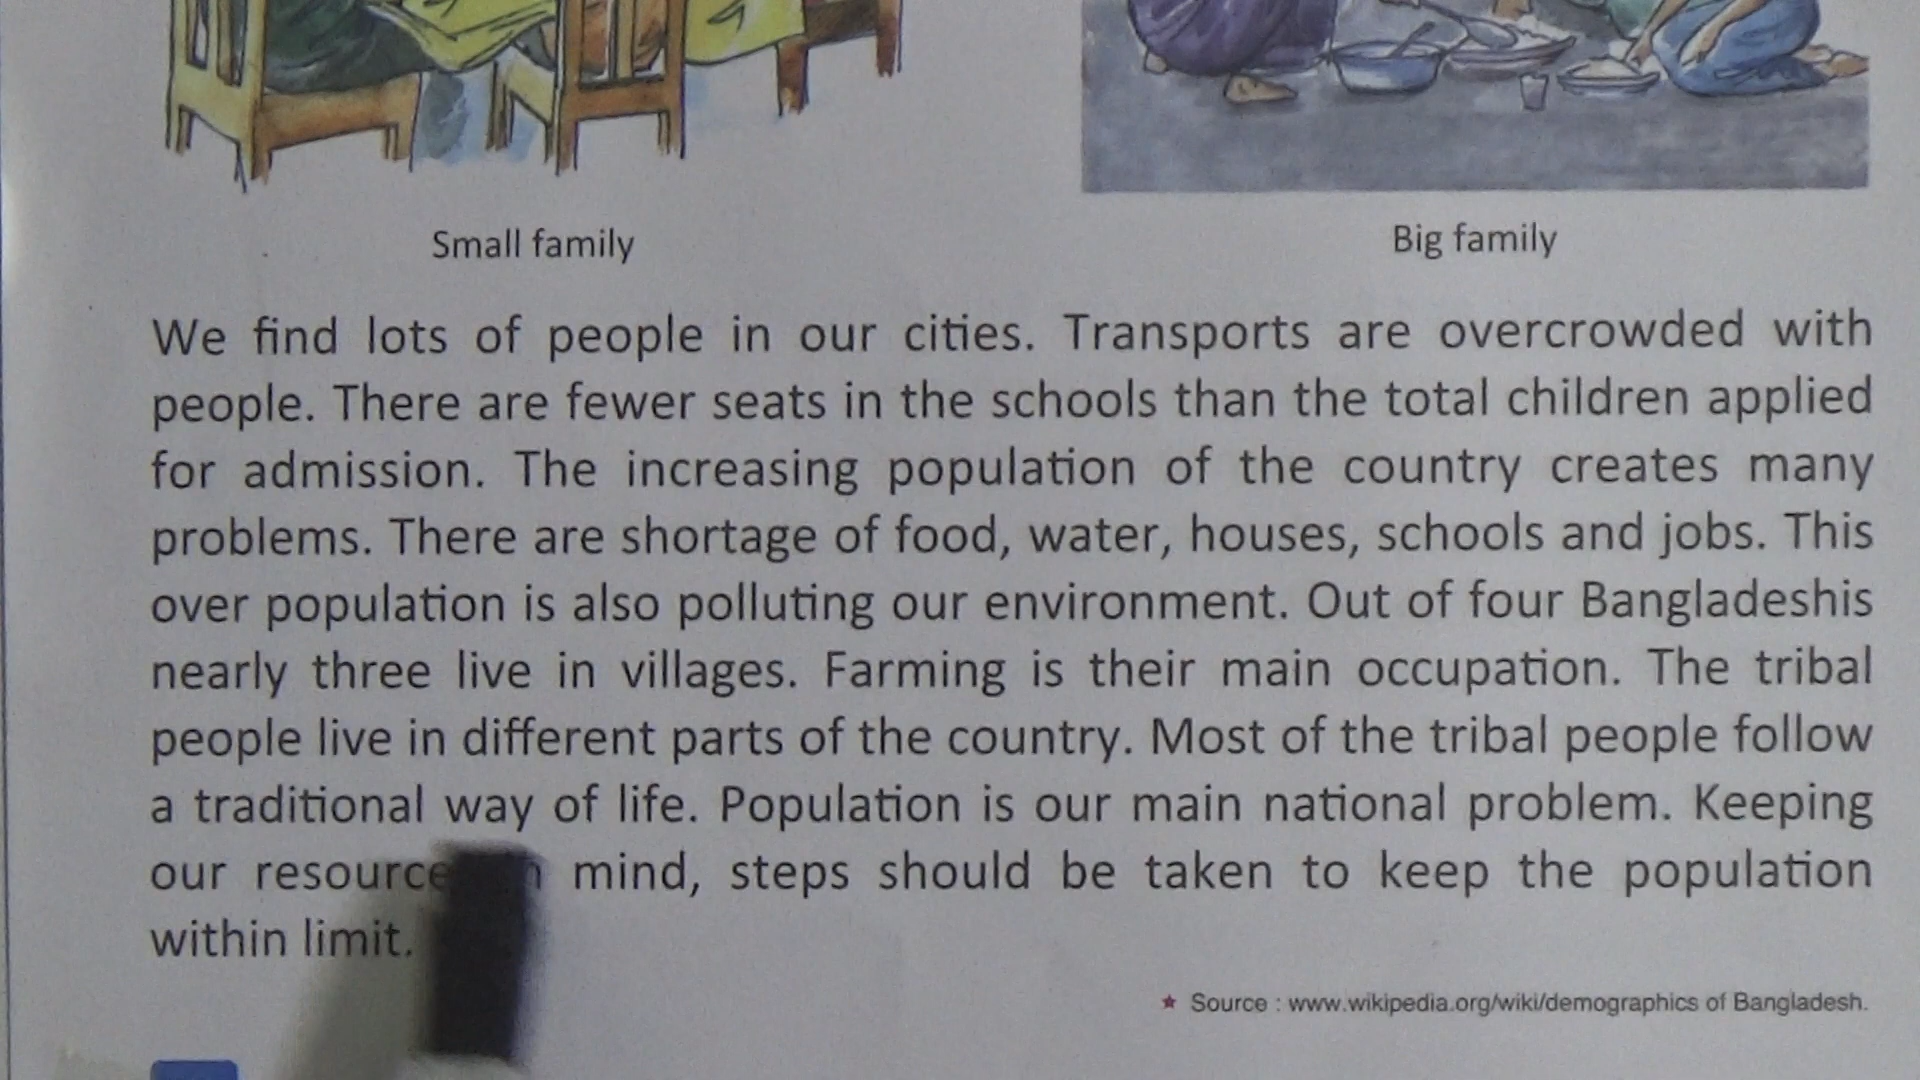 Small family
Big family
We find lots of people in our cities. Transports are overcrowded with
people. There are fewer seats in the schools than the total children applied
for admission. The increasing population of the country creates many
problems. There are shortage of food, water, houses, schools and jobs. This
over population is also polluting our environment. Out of four Bangladeshis
nearly three live in villages. Farming is their main occupation. The tribal
people live in different parts of the country. Most of the tribal people follow
a traditional way of life. Population is our main national problem. Keeping
our mind, steps should be taken to keep the population
within limit.
★ Source : www.wikipedia.org/wiki/demographics of Bangladesh.